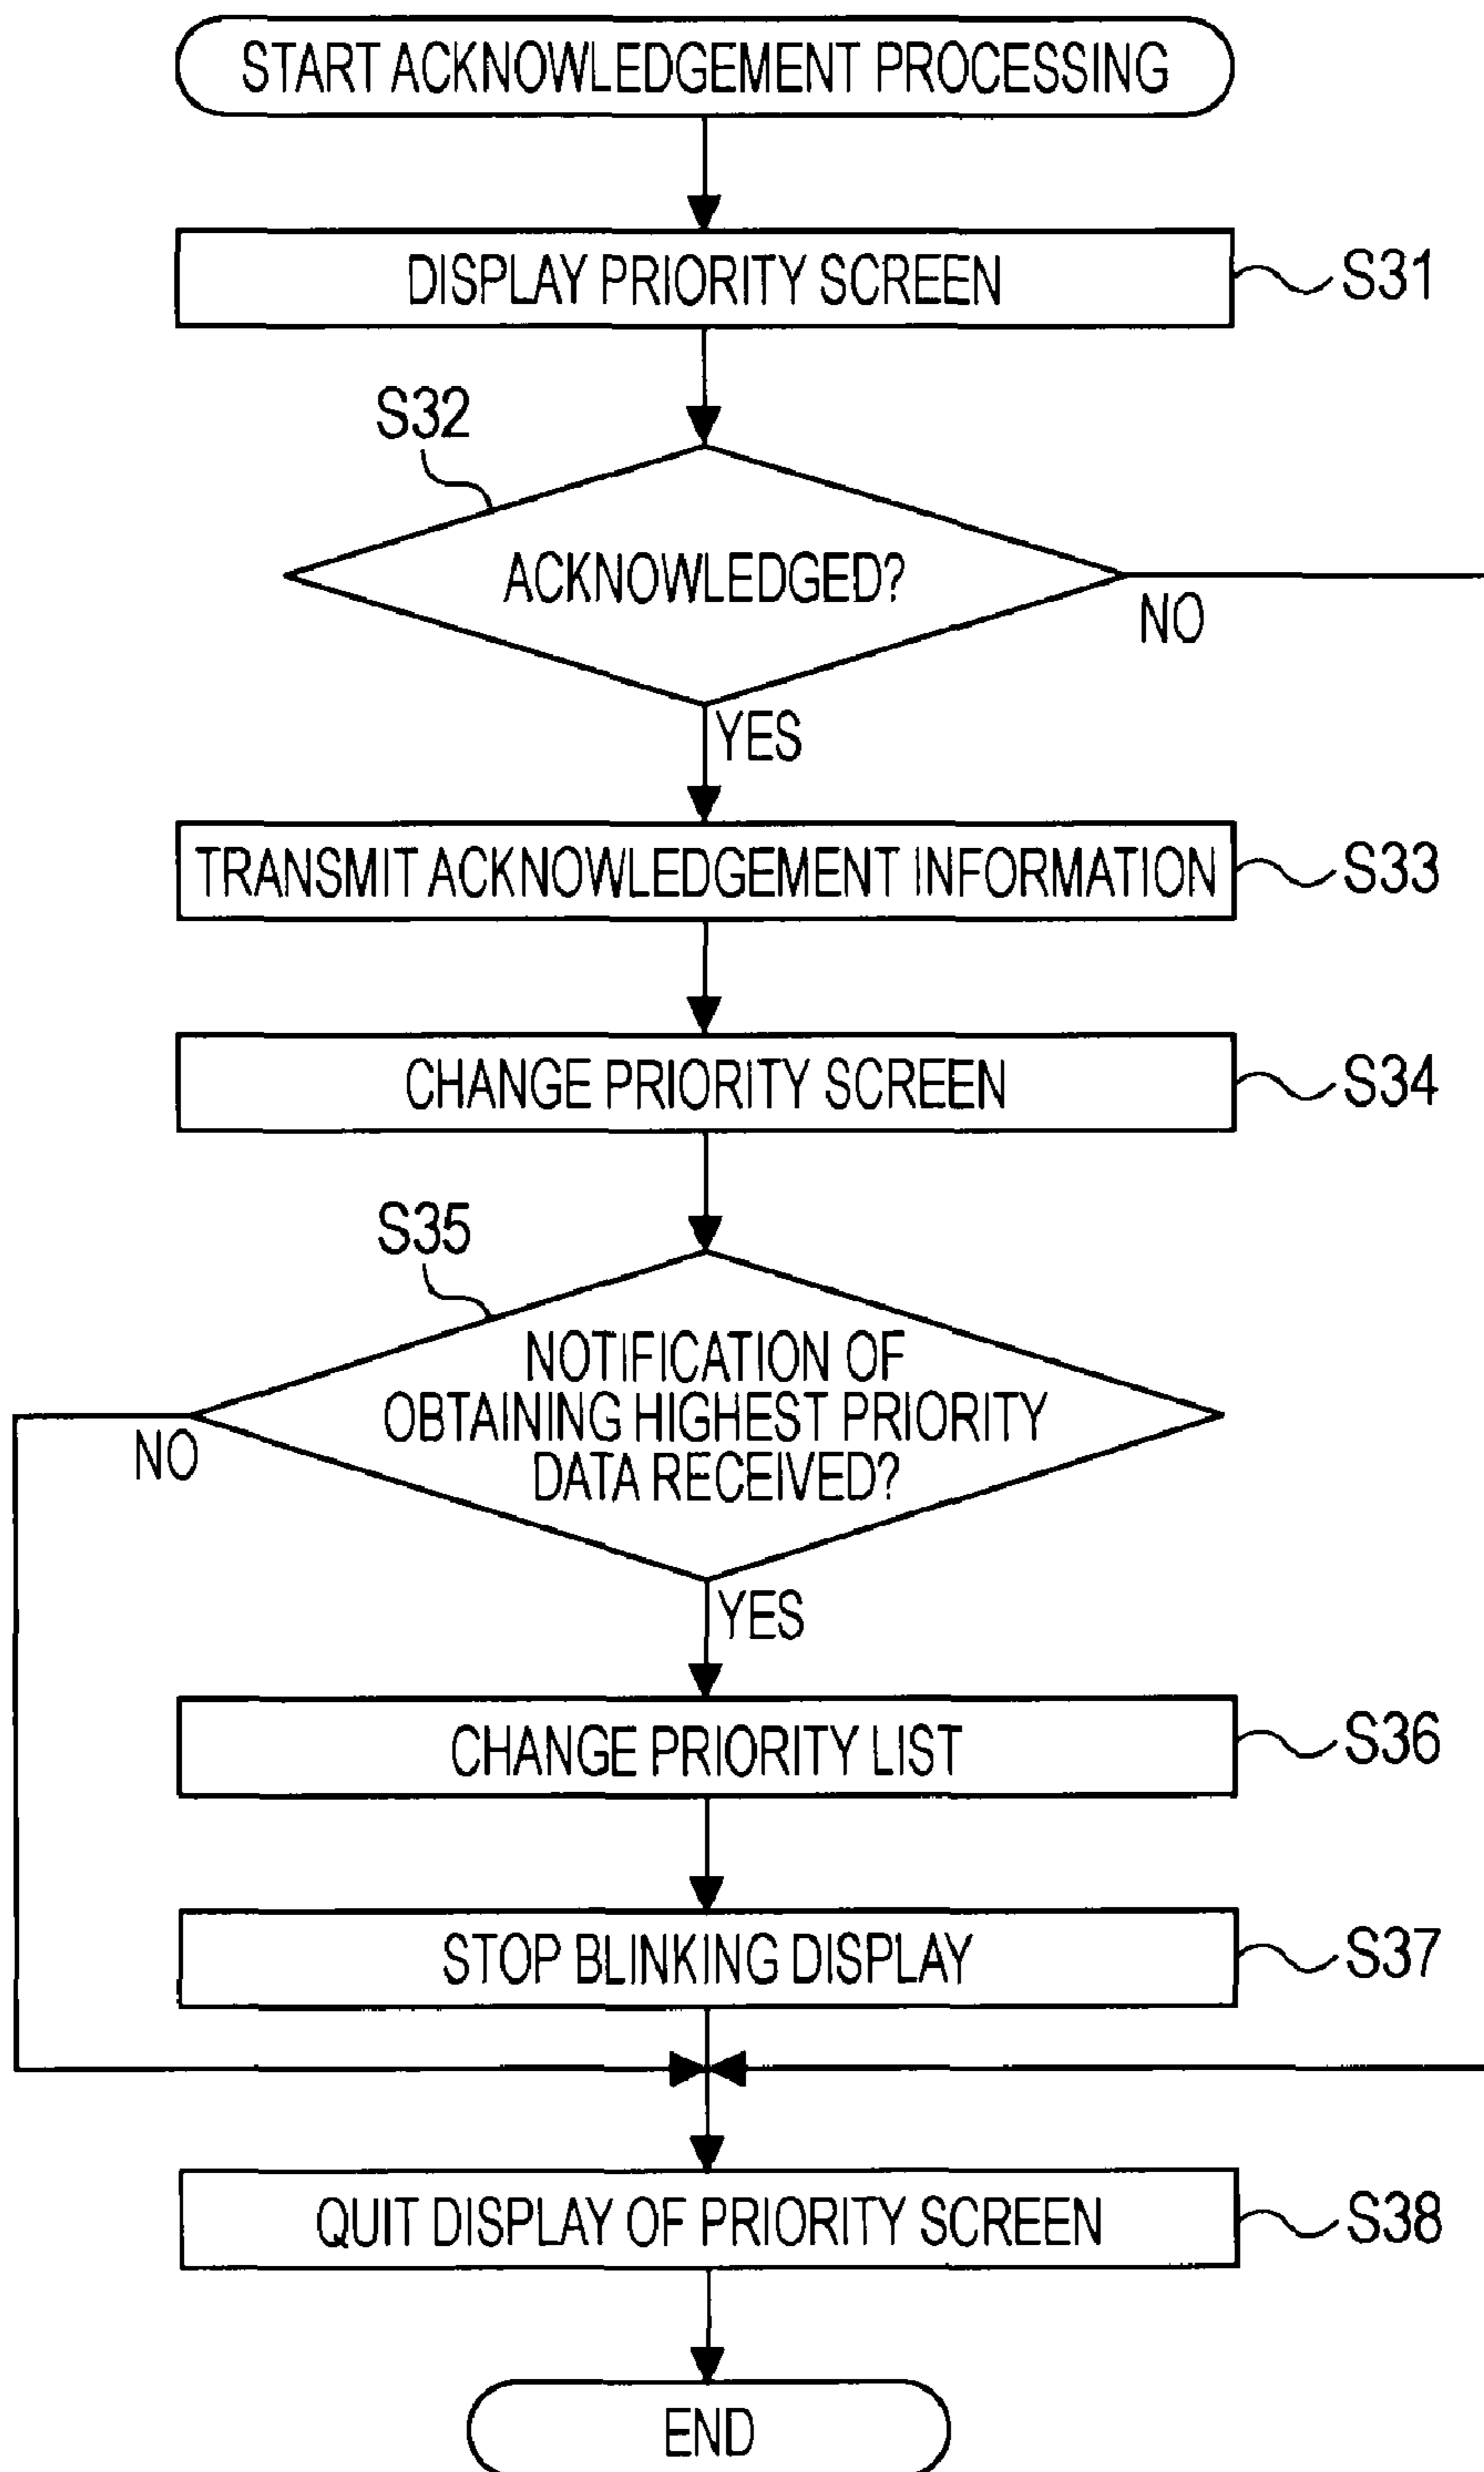 START ACKNOWLEDGEMENT PROCESSING
DISPLAY PRIORITY SCREEN
S31
S32
ACKNOWLEDGED?
NO
YES
TRANSMIT ACKNOWLEDGEMENT INFORMATION
S33
CHANGE PRIORITY SCREEN
S34
S35
NOTIFICATION OF
OBTAINING HIGHEST PRIORITY
DATA RECEIVED?
NO
YES
CHANGE PRIORITY LIST
S36
STOP BLINKING DISPLAY
S37
QUIT DISPLAY OF PRIORITY SCREEN
S38
END